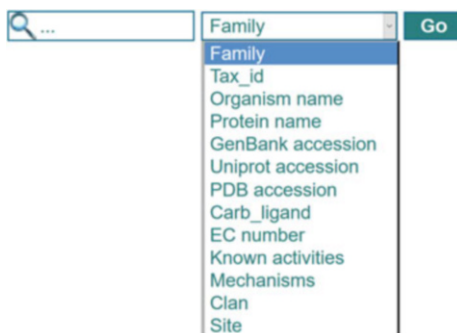 ... Family Go
Family
Tax_id
Organism name
Protein name
GenBank accession
Uniprot accession
PDB accession
Carb_ligand
EC number
Known activities
Mechanisms
Clan
Site